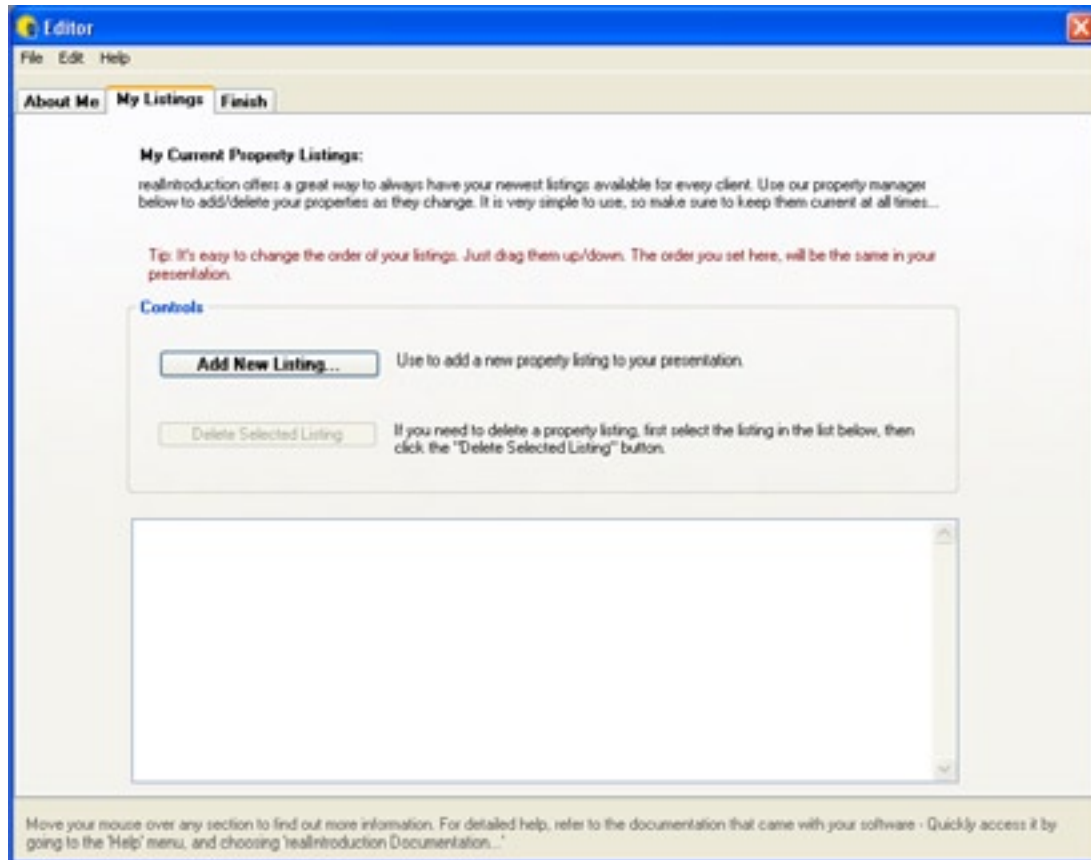 Editor
File Edit Help
About Me My Listings Finish
My Current Property Listings:
realIntroduction offers a great way to always have your newest listings available for every client. Use our property manager
below to add/delete your properties as they change. It is very simple to use, so make sure to keep them current at all times...
Tip: It's easy to change the order of your listings. Just drag them up/down. The order you set here, will be the same in your
presentation.
Controls
Add New Listing...
Use to add a new property listing to your presentation.
Delete Selected Listing
If you need to delete a property listing, first select the listing in the list below, then
click the "Delete Selected Listing" button.
Move your mouse over any section to find out more information. For detailed help, refer to the documentation that came with your software - Quickly access it by
going to the 'Help' menu, and choosing 'realIntroduction Documentation...'